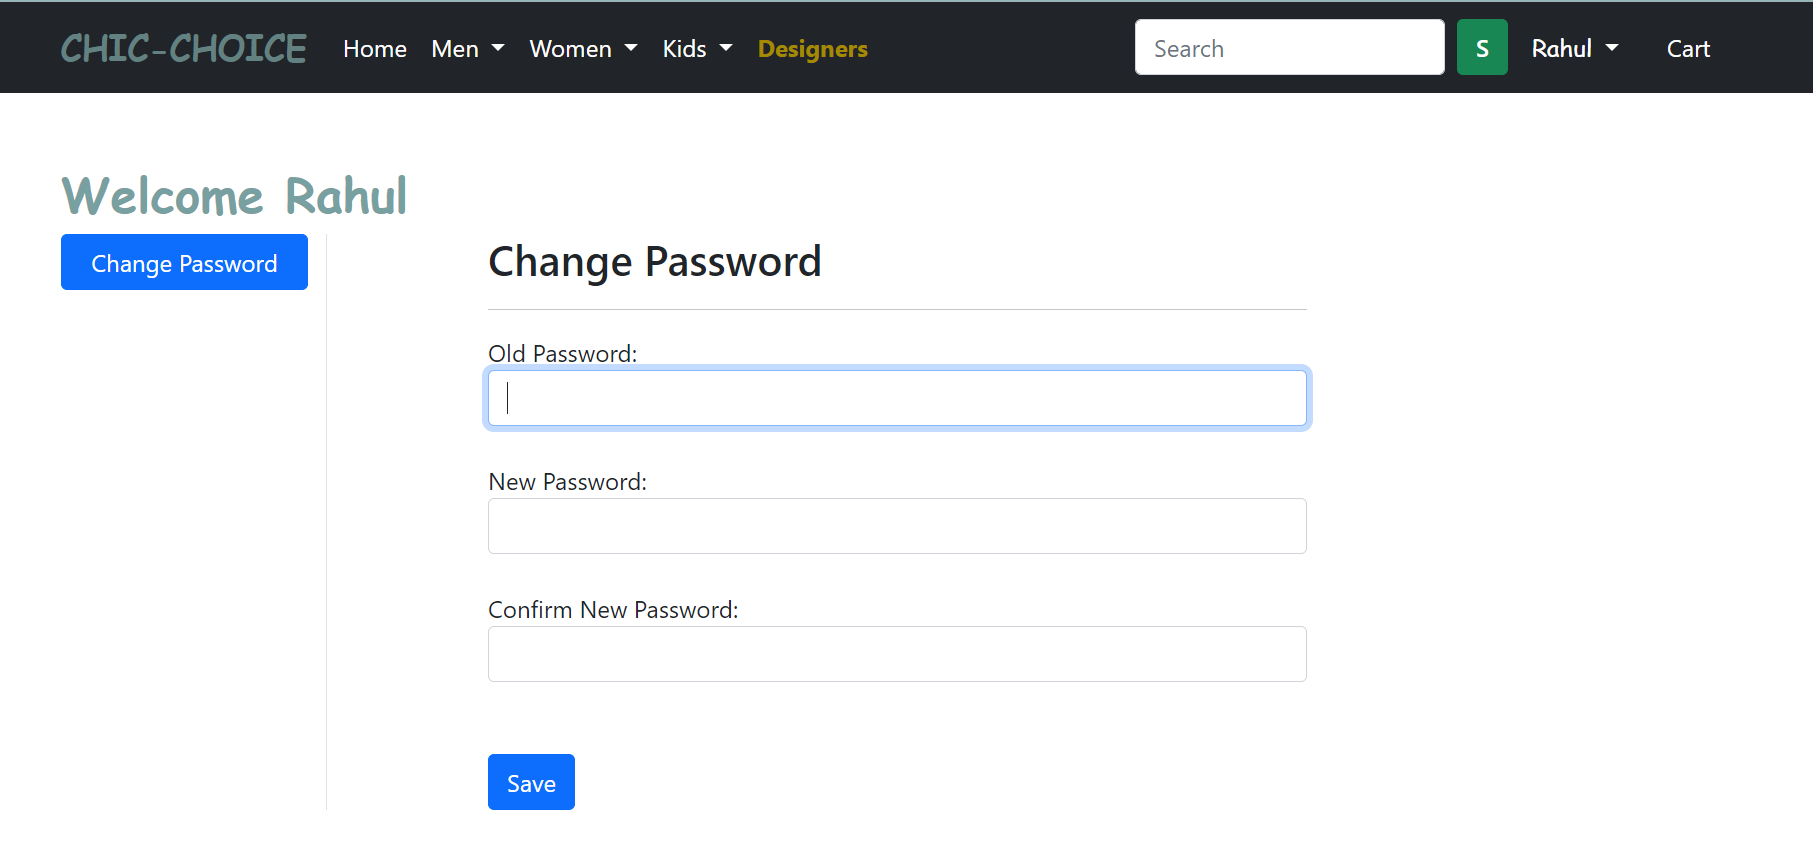 CHIC-CHOICE Home Men Women Kids Designers Search S Rahul Cart
Welcome Rahul
Change Password
Change Password
Old Password:
New Password:
Confirm New Password:
Save